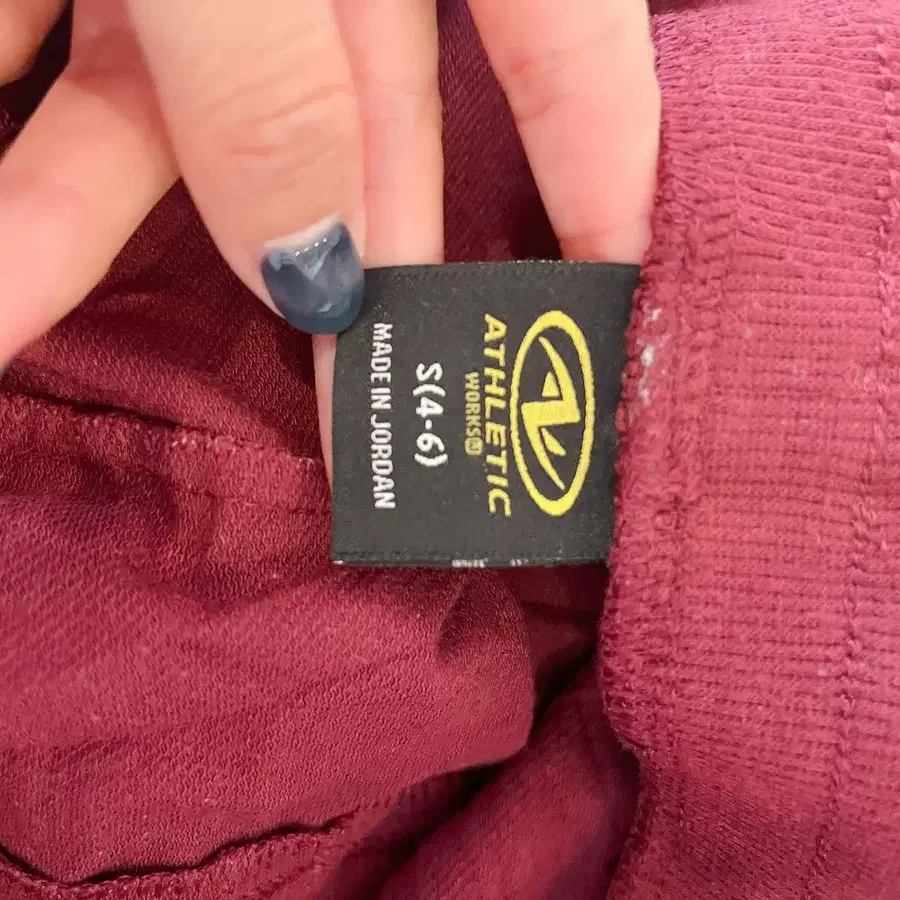 ATHLETIC
WORKS®
S(4-6)
MADE IN JORDAN